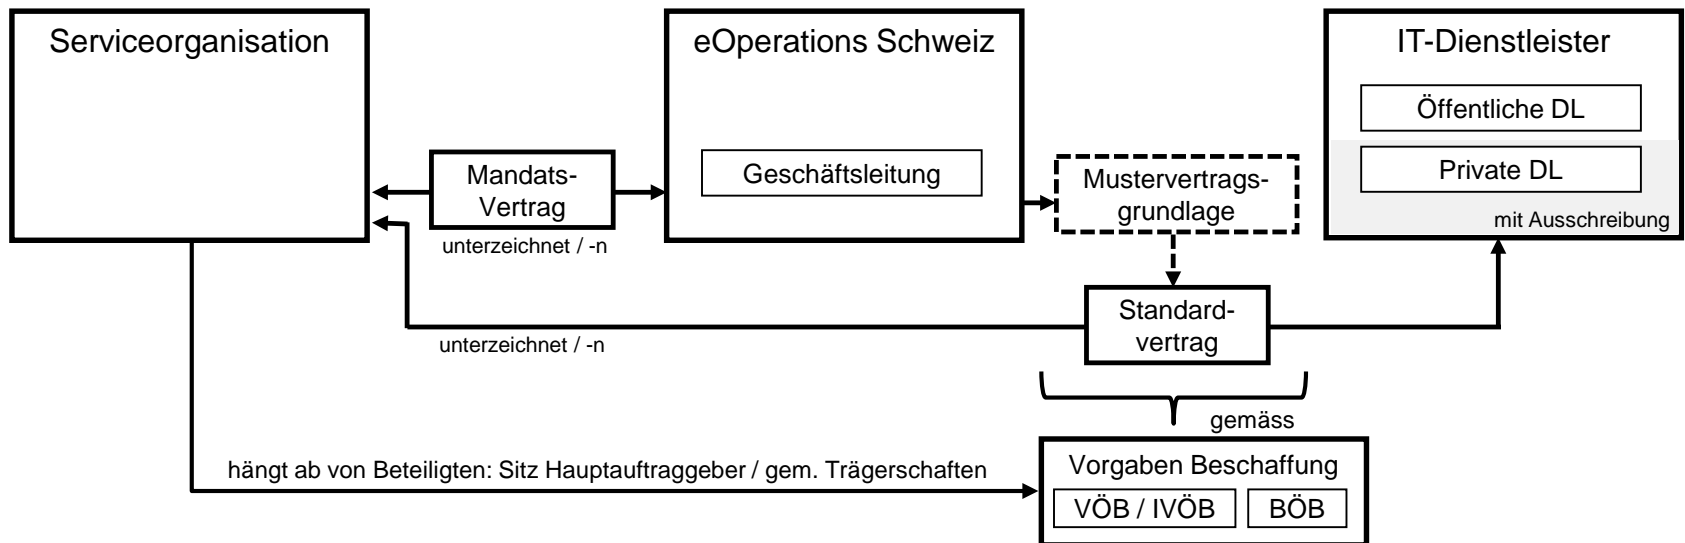 Serviceorganisation
eOperations Schweiz
IT-Dienstleister
Öffentliche DL
Private DL
mit Ausschreibung
Geschäftsleitung
Mandats-
Vertrag
unterzeichnet / -n
Mustervertrags-
grundlage
Standard-
vertrag
unterzeichnet / -n
gemäss
hängt ab von Beteiligten: Sitz Hauptauftraggeber / gem. Trägerschaften
Vorgaben Beschaffung
VÖB / IVÖB
BÖB